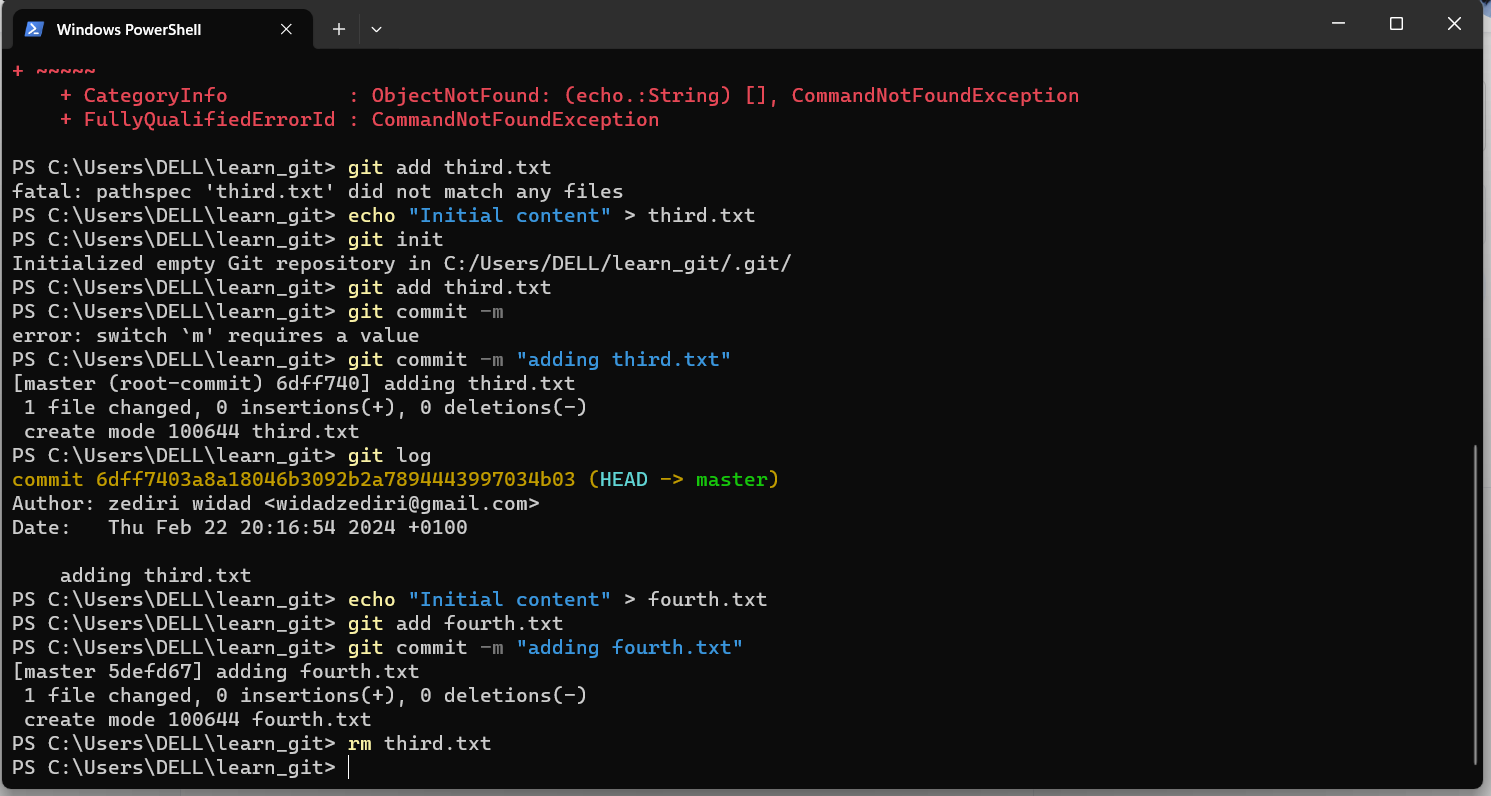 Windows PowerShell
+ ~~~~~
    + CategoryInfo          : ObjectNotFound: (echo.:String) [], CommandNotFoundException
    + FullyQualifiedErrorId : CommandNotFoundException

PS C:\Users\DELL\learn_git> git add third.txt
fatal: pathspec 'third.txt' did not match any files
PS C:\Users\DELL\learn_git> echo "Initial content" > third.txt
PS C:\Users\DELL\learn_git> git init
Initialized empty Git repository in C:/Users/DELL/learn_git/.git/
PS C:\Users\DELL\learn_git> git add third.txt
PS C:\Users\DELL\learn_git> git commit -m
error: switch `m' requires a value
PS C:\Users\DELL\learn_git> git commit -m "adding third.txt"
[master (root-commit) 6dff740] adding third.txt
 1 file changed, 0 insertions(+), 0 deletions(-)
 create mode 100644 third.txt
PS C:\Users\DELL\learn_git> git log
commit 6dff7403a8a18046b3092b2a7894443997034b03 (HEAD -> master)
Author: zediri widad <widadzediri@gmail.com>
Date:   Thu Feb 22 20:16:54 2024 +0100

    adding third.txt
PS C:\Users\DELL\learn_git> echo "Initial content" > fourth.txt
PS C:\Users\DELL\learn_git> git add fourth.txt
PS C:\Users\DELL\learn_git> git commit -m "adding fourth.txt"
[master 5defd67] adding fourth.txt
 1 file changed, 0 insertions(+), 0 deletions(-)
 create mode 100644 fourth.txt
PS C:\Users\DELL\learn_git> rm third.txt
PS C:\Users\DELL\learn_git>